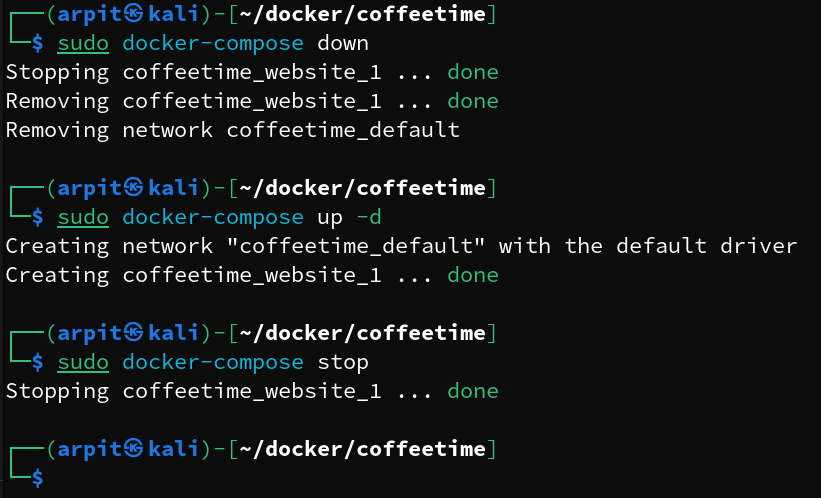 ┌──(arpit㉿kali)-[~/docker/coffeetime]
└─$ sudo docker-compose down
Stopping coffeetime_website_1 ... done
Removing coffeetime_website_1 ... done
Removing network coffeetime_default
┌──(arpit㉿kali)-[~/docker/coffeetime]
└─$ sudo docker-compose up -d
Creating network "coffeetime_default" with the default driver
Creating coffeetime_website_1 ... done
┌──(arpit㉿kali)-[~/docker/coffeetime]
└─$ sudo docker-compose stop
Stopping coffeetime_website_1 ... done
┌──(arpit㉿kali)-[~/docker/coffeetime]
└─$